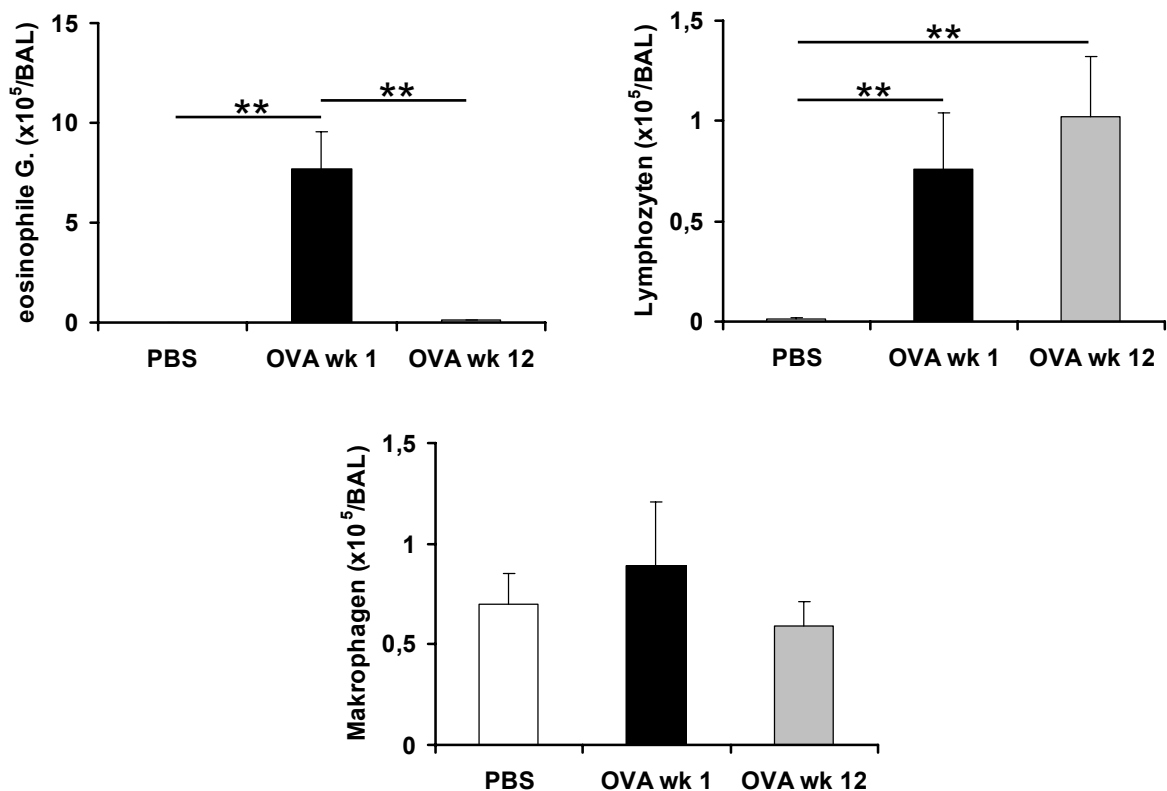 eosinophile G. (x10⁵/BAL)
15
10
5
0
**
**
PBS
OVA wk 1
OVA wk 12
Lymphozyten (x10⁵/BAL)
1,5
1
0,5
0
**
**
PBS
OVA wk 1
OVA wk 12
Makrophagen (x10⁵/BAL)
1,5
1
0,5
0
PBS
OVA wk 1
OVA wk 12